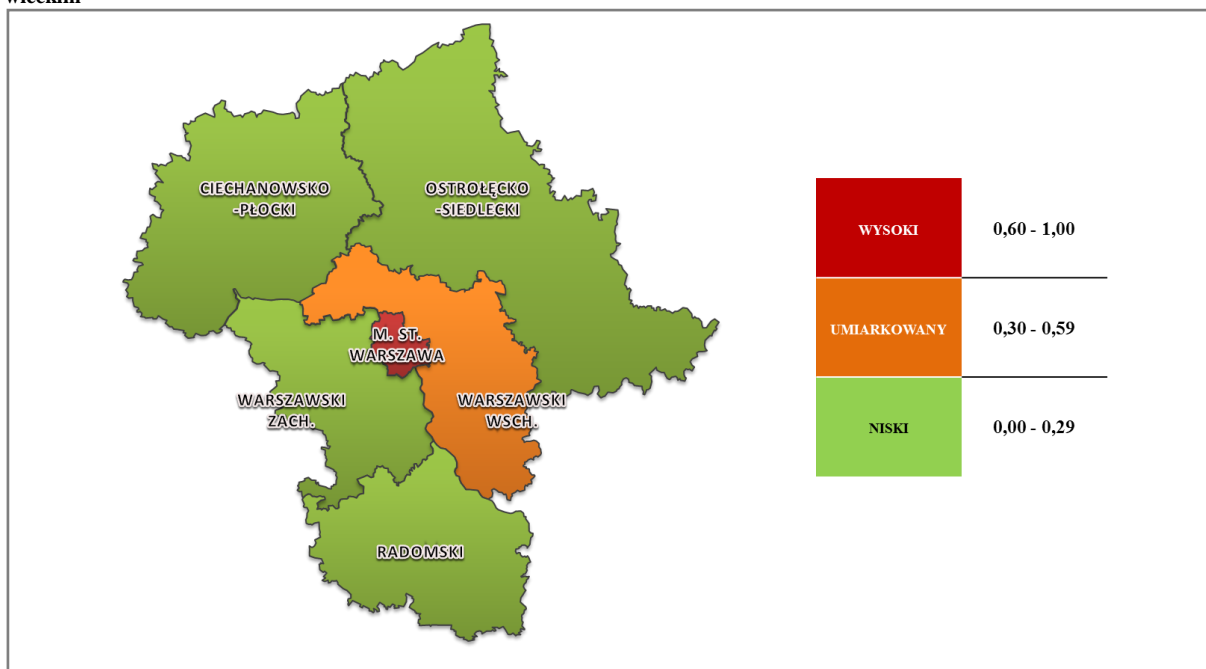 CIECHANOWSKO
-PŁOCKI
OSTROŁĘCKO
-SIEDLECKI
M. ST.
WARSZAWA
WARSZAWSKI
ZACH.
WARSZAWSKI
WSCH.
RADOMSKI
WYSOKI 0,60 - 1,00
UMIARKOWANY 0,30 - 0,59
NISKI 0,00 - 0,29